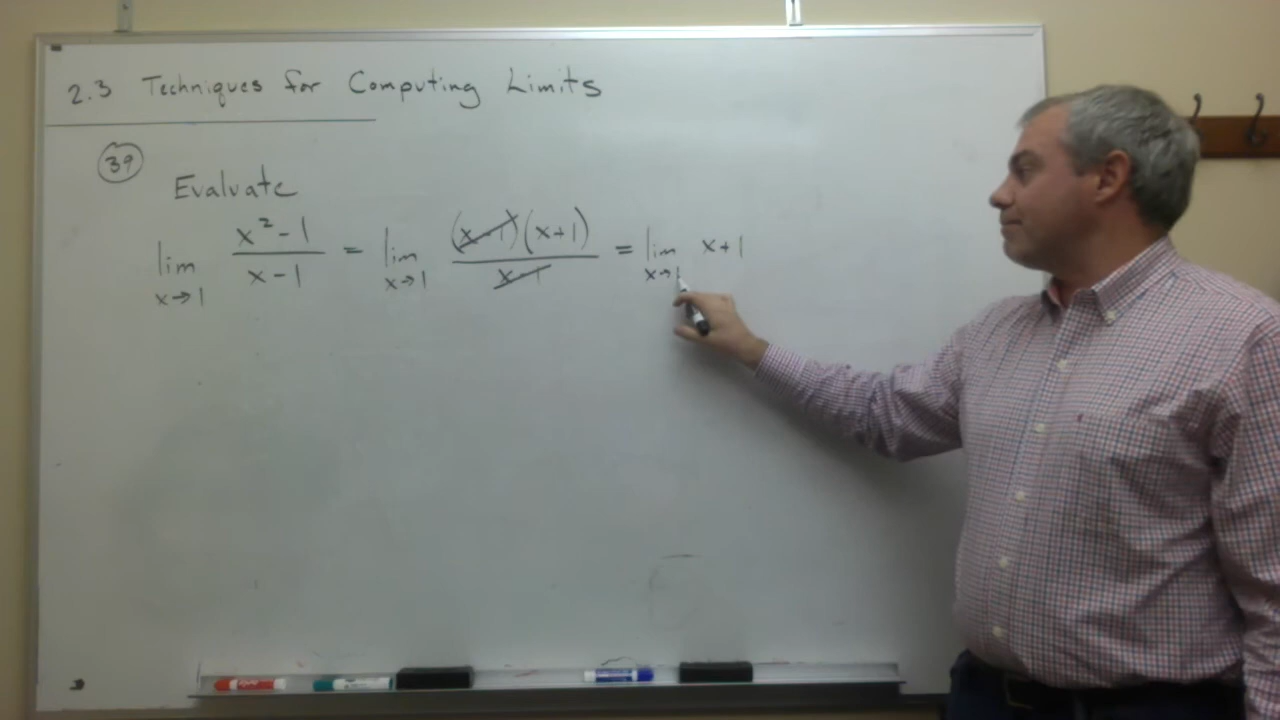 2.3 Techniques for Computing Limits
39
Evaluate
lim x→1 (x² - 1)/(x - 1) = lim x→1 (x - 1)(x + 1)/(x - 1) = lim x→1 x + 1